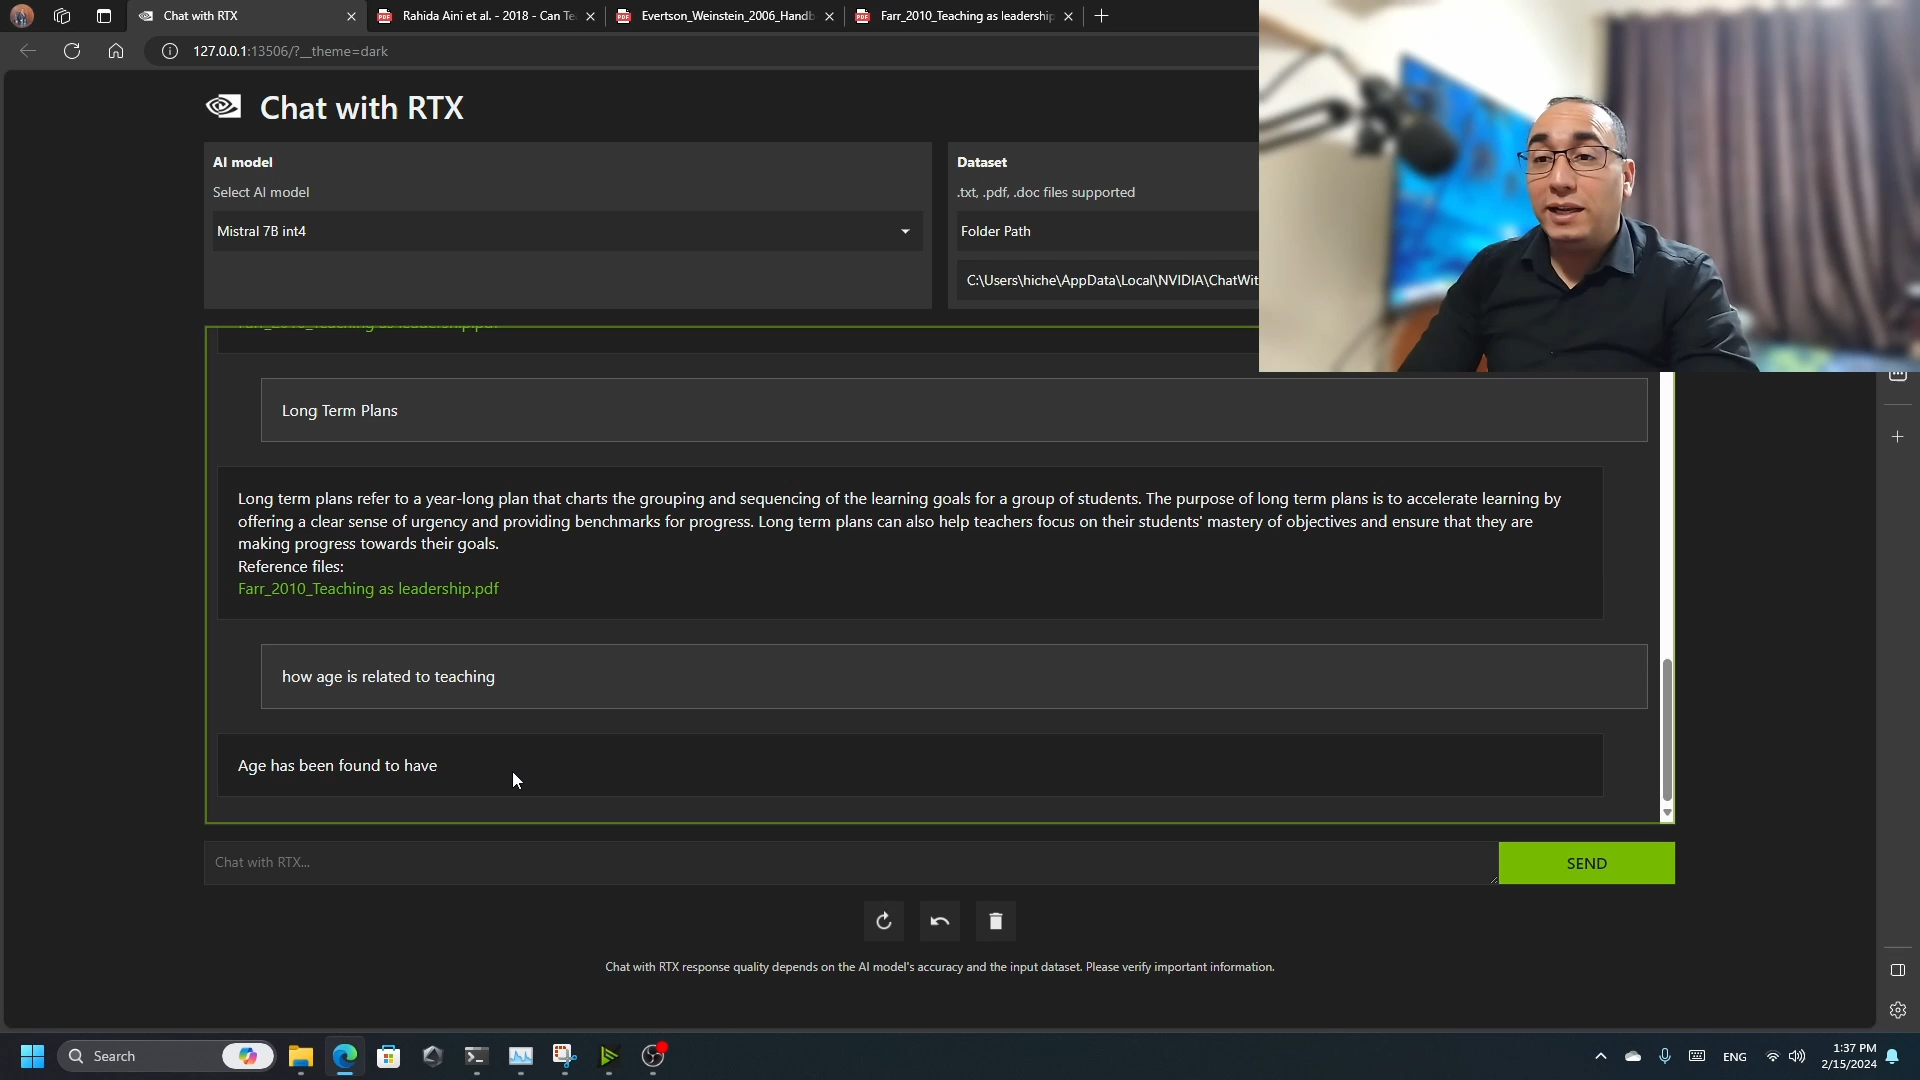 Chat with RTX
Rahida Aini et al. - 2018 - Can Te
Evertson_Weinstein_2006_Handb
Farr_2010_Teaching as leadership
127.0.0.1:13506/?__theme=dark
Chat with RTX
AI model
Select AI model
Mistral 7B int4
Dataset
.txt, .pdf, .doc files supported
Folder Path
C:\Users\hiche\AppData\Local\NVIDIA\ChatWit
Farr_2010_Teaching as leadership.pdf
Long Term Plans
Long term plans refer to a year-long plan that charts the grouping and sequencing of the learning goals for a group of students. The purpose of long term plans is to accelerate learning by
offering a clear sense of urgency and providing benchmarks for progress. Long term plans can also help teachers focus on their students' mastery of objectives and ensure that they are
making progress towards their goals.
Reference files:
Farr_2010_Teaching as leadership.pdf
how age is related to teaching
Age has been found to have
Chat with RTX...
SEND
Chat with RTX response quality depends on the AI model's accuracy and the input dataset. Please verify important information.
Search
ENG
1:37 PM
2/15/2024